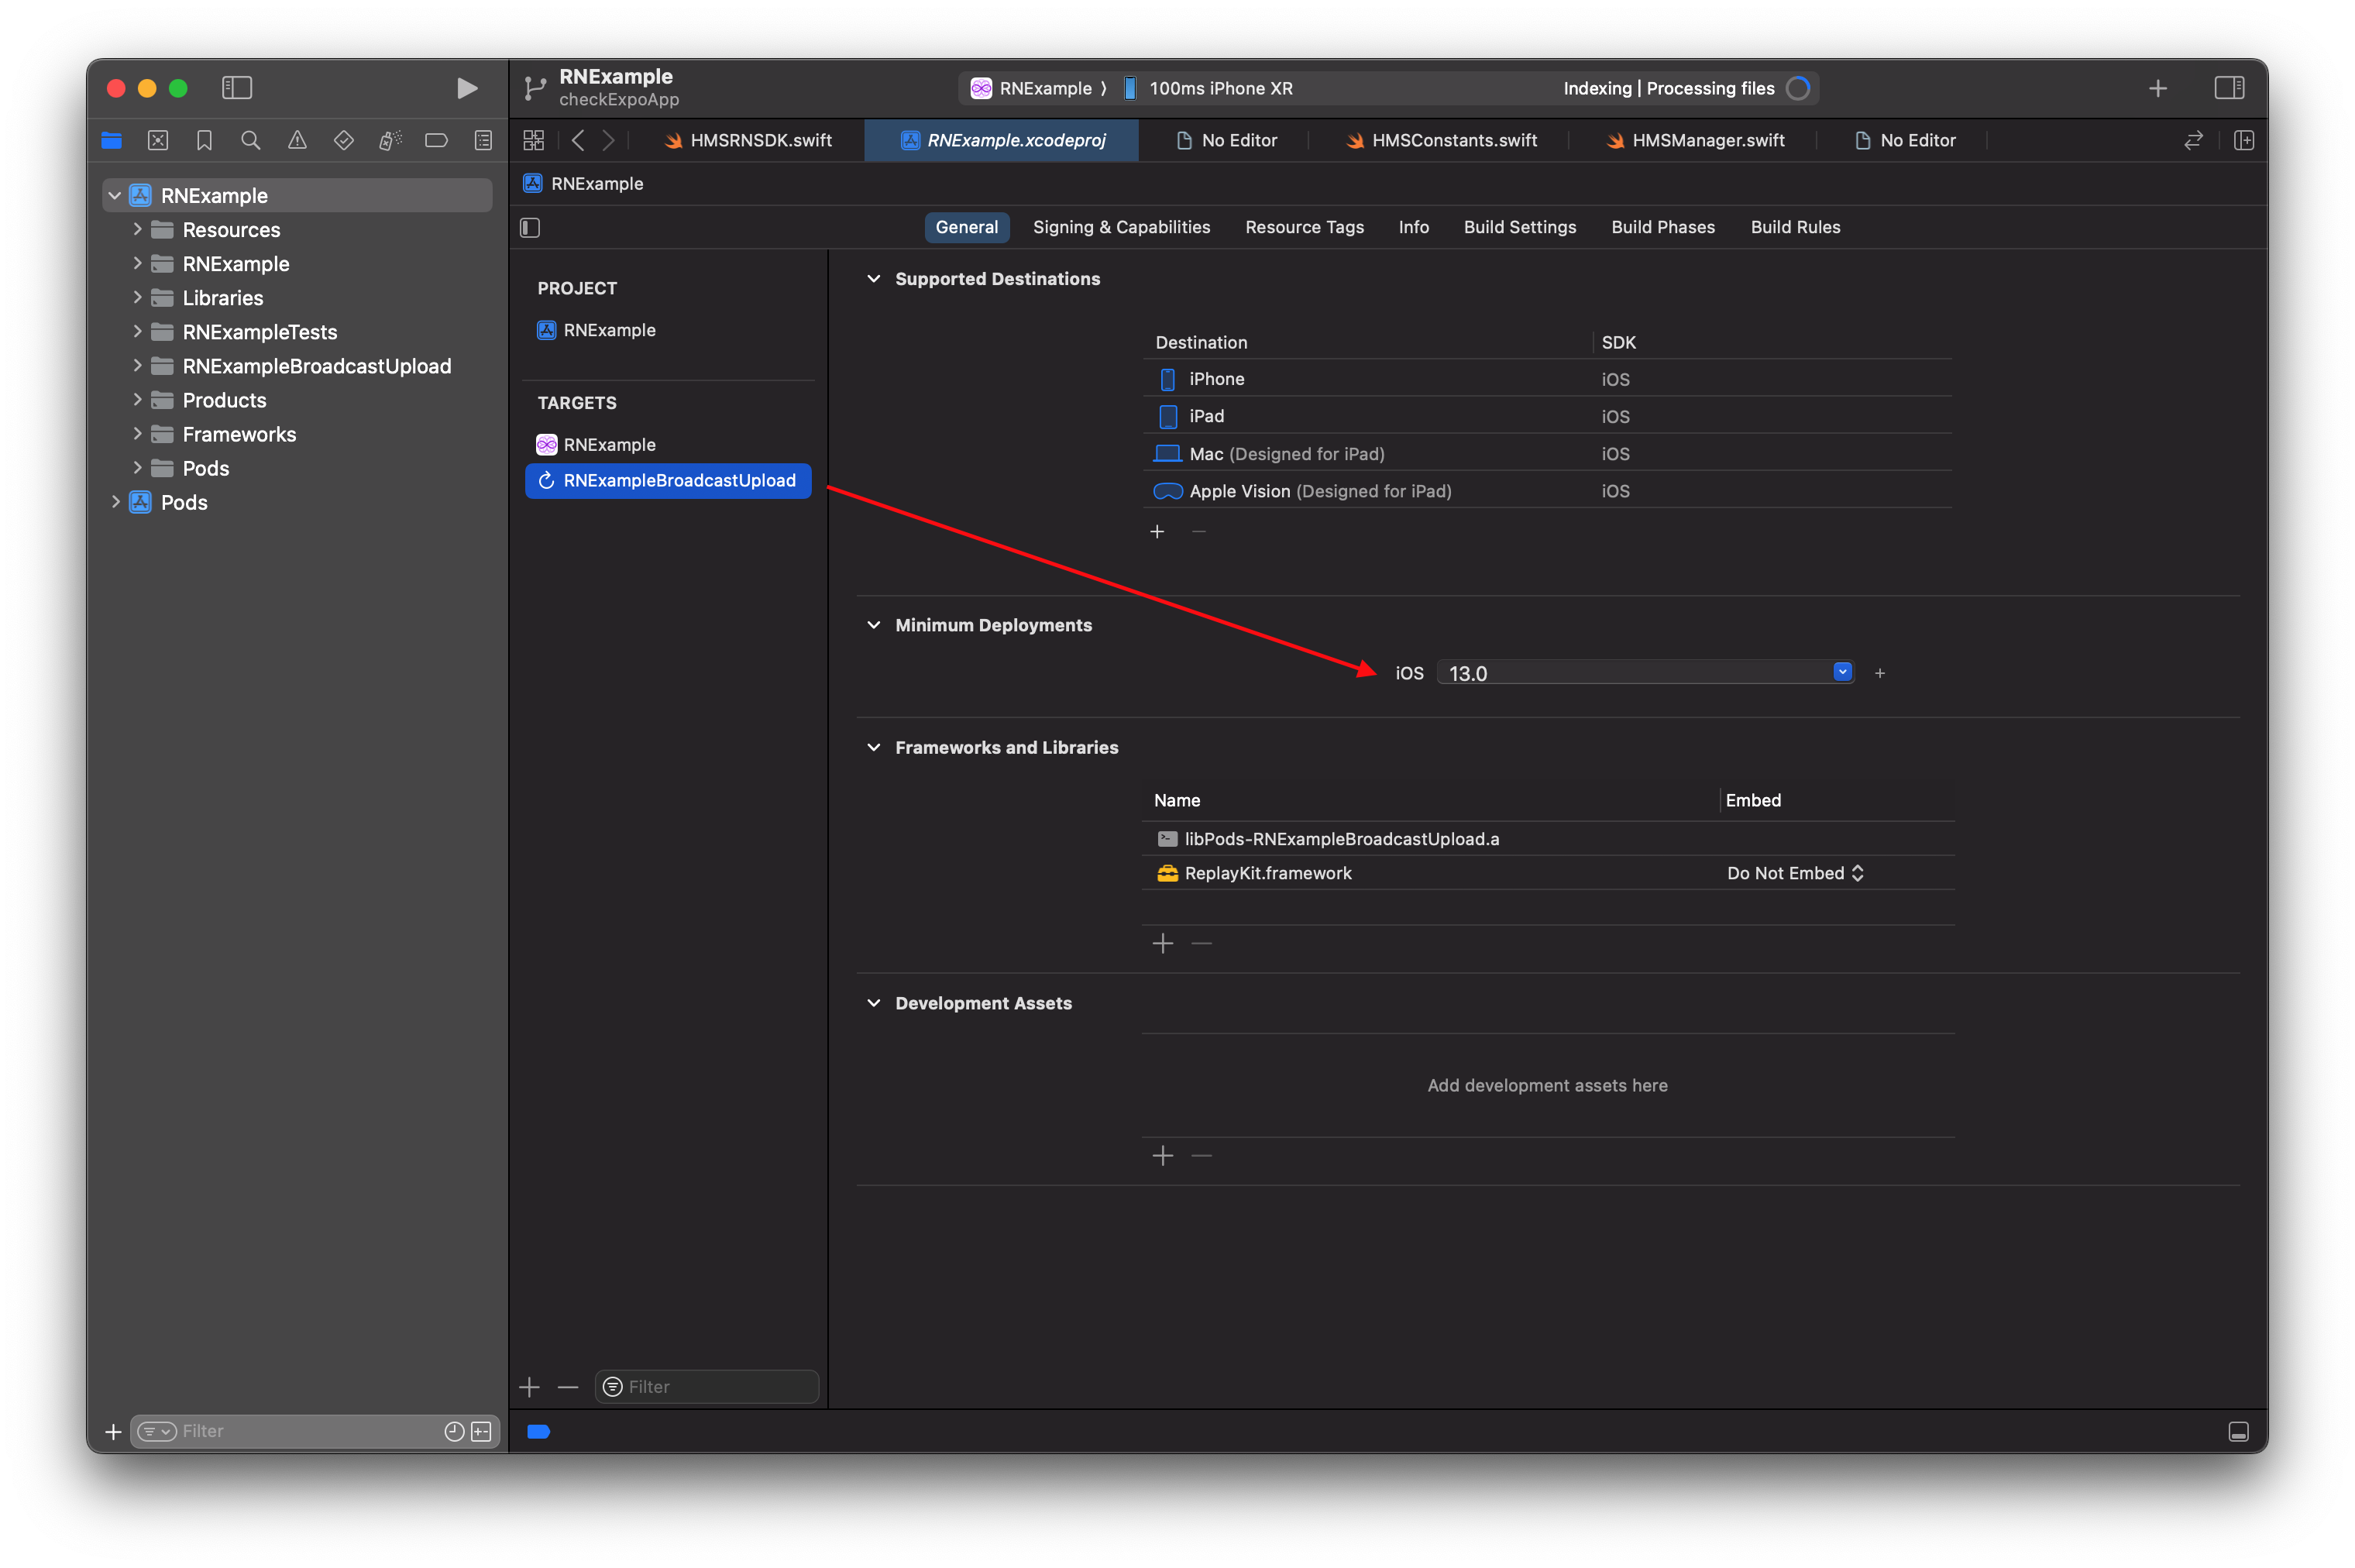 RNExample
checkExpoApp
RNExample
100ms iPhone XR
Indexing | Processing files
HMSRNSDK.swift
RNExample.xcodeproj
No Editor
HMSConstants.swift
HMSManager.swift
No Editor
RNExample
Resources
RNExample
Libraries
RNExampleTests
RNExampleBroadcastUpload
Products
Frameworks
Pods
Pods
Filter
RNExample
General
Signing & Capabilities
Resource Tags
Info
Build Settings
Build Phases
Build Rules
PROJECT
RNExample
TARGETS
RNExample
RNExampleBroadcastUpload
Filter
Supported Destinations
Destination SDK
iPhone iOS
iPad iOS
Mac (Designed for iPad) iOS
Apple Vision (Designed for iPad) iOS
Minimum Deployments
iOS 13.0
Frameworks and Libraries
Name Embed
libPods-RNExampleBroadcastUpload.a
ReplayKit.framework Do Not Embed
Development Assets
Add development assets here